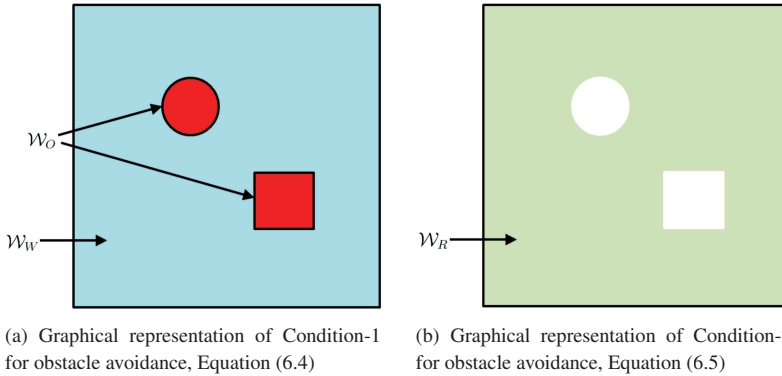 𝒲_O
𝒲_W
(a) Graphical representation of Condition-1
for obstacle avoidance, Equation (6.4)
𝒲_R
(b) Graphical representation of Condition-
for obstacle avoidance, Equation (6.5)